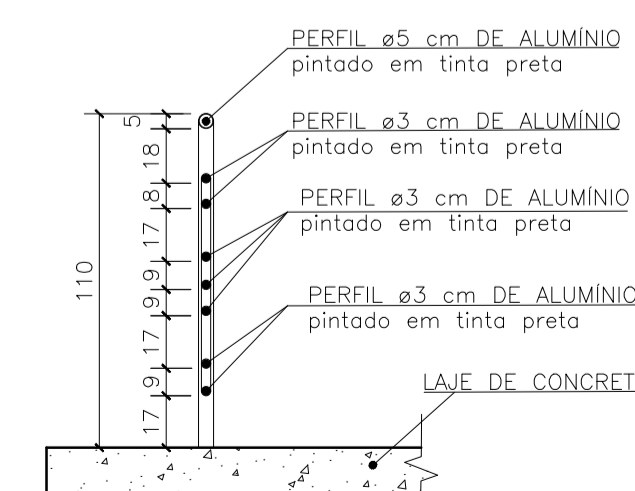 PERFIL ø5 cm DE ALUMÍNIO
pintado em tinta preta
PERFIL ø3 cm DE ALUMÍNIO
pintado em tinta preta
PERFIL ø3 cm DE ALUMÍNIO
pintado em tinta preta
PERFIL ø3 cm DE ALUMÍNIO
pintado em tinta preta
LAJE DE CONCRET
110
5
18
8
17
9
9
17
9
17